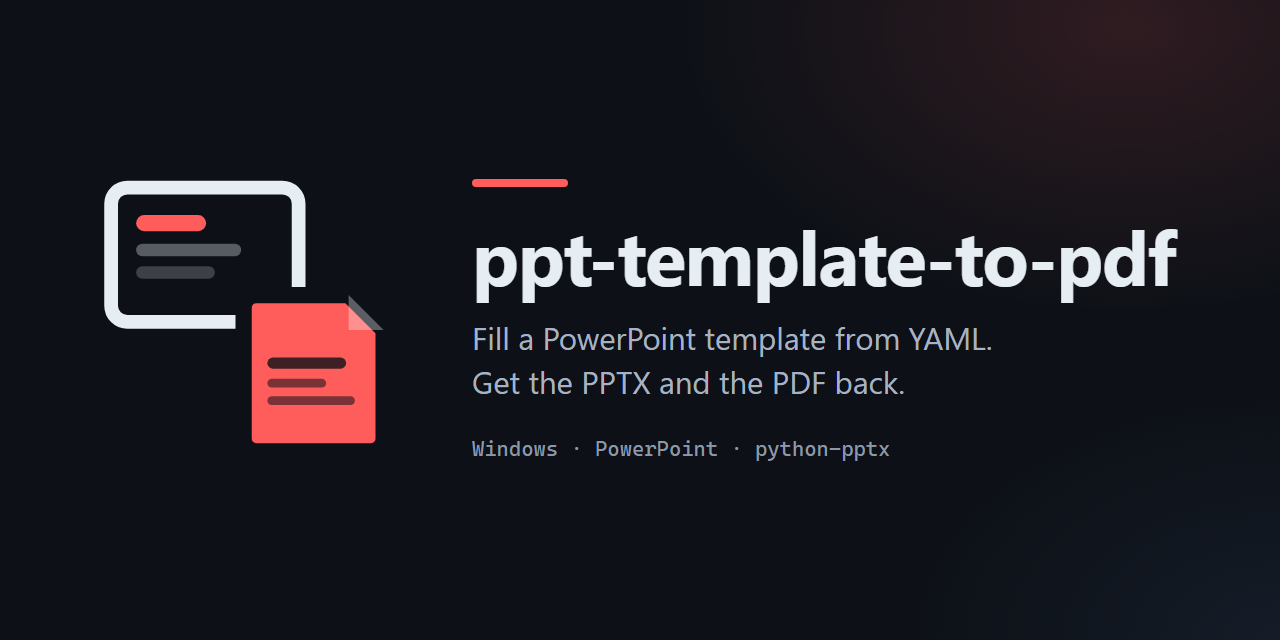 ppt-template-to-pdf
Fill a PowerPoint template from YAML.
Get the PPTX and the PDF back.
Windows · PowerPoint · python-pptx